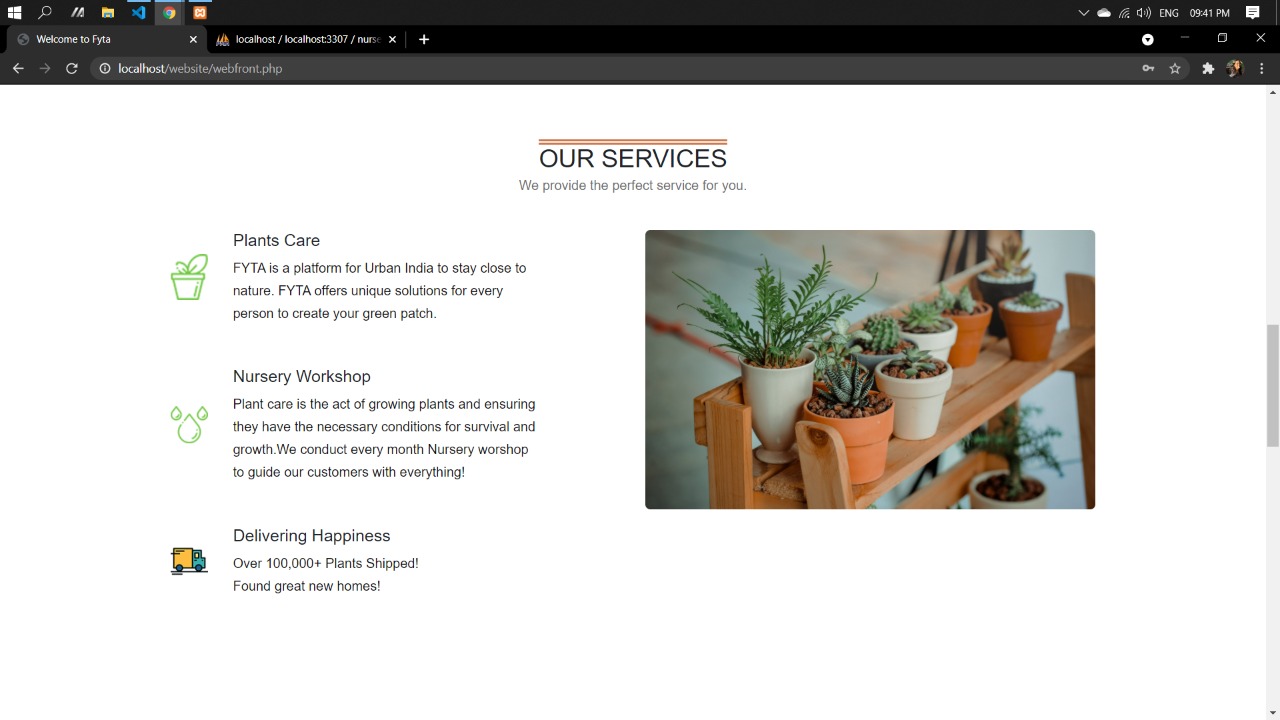 ENG
09:41 PM
Welcome to Fyta
localhost / localhost:3307 / nurse
localhost/website/webfront.php
OUR SERVICES
We provide the perfect service for you.
Plants Care
FYTA is a platform for Urban India to stay close to
nature. FYTA offers unique solutions for every
person to create your green patch.
Nursery Workshop
Plant care is the act of growing plants and ensuring
they have the necessary conditions for survival and
growth.We conduct every month Nursery worshop
to guide our customers with everything!
Delivering Happiness
Over 100,000+ Plants Shipped!
Found great new homes!